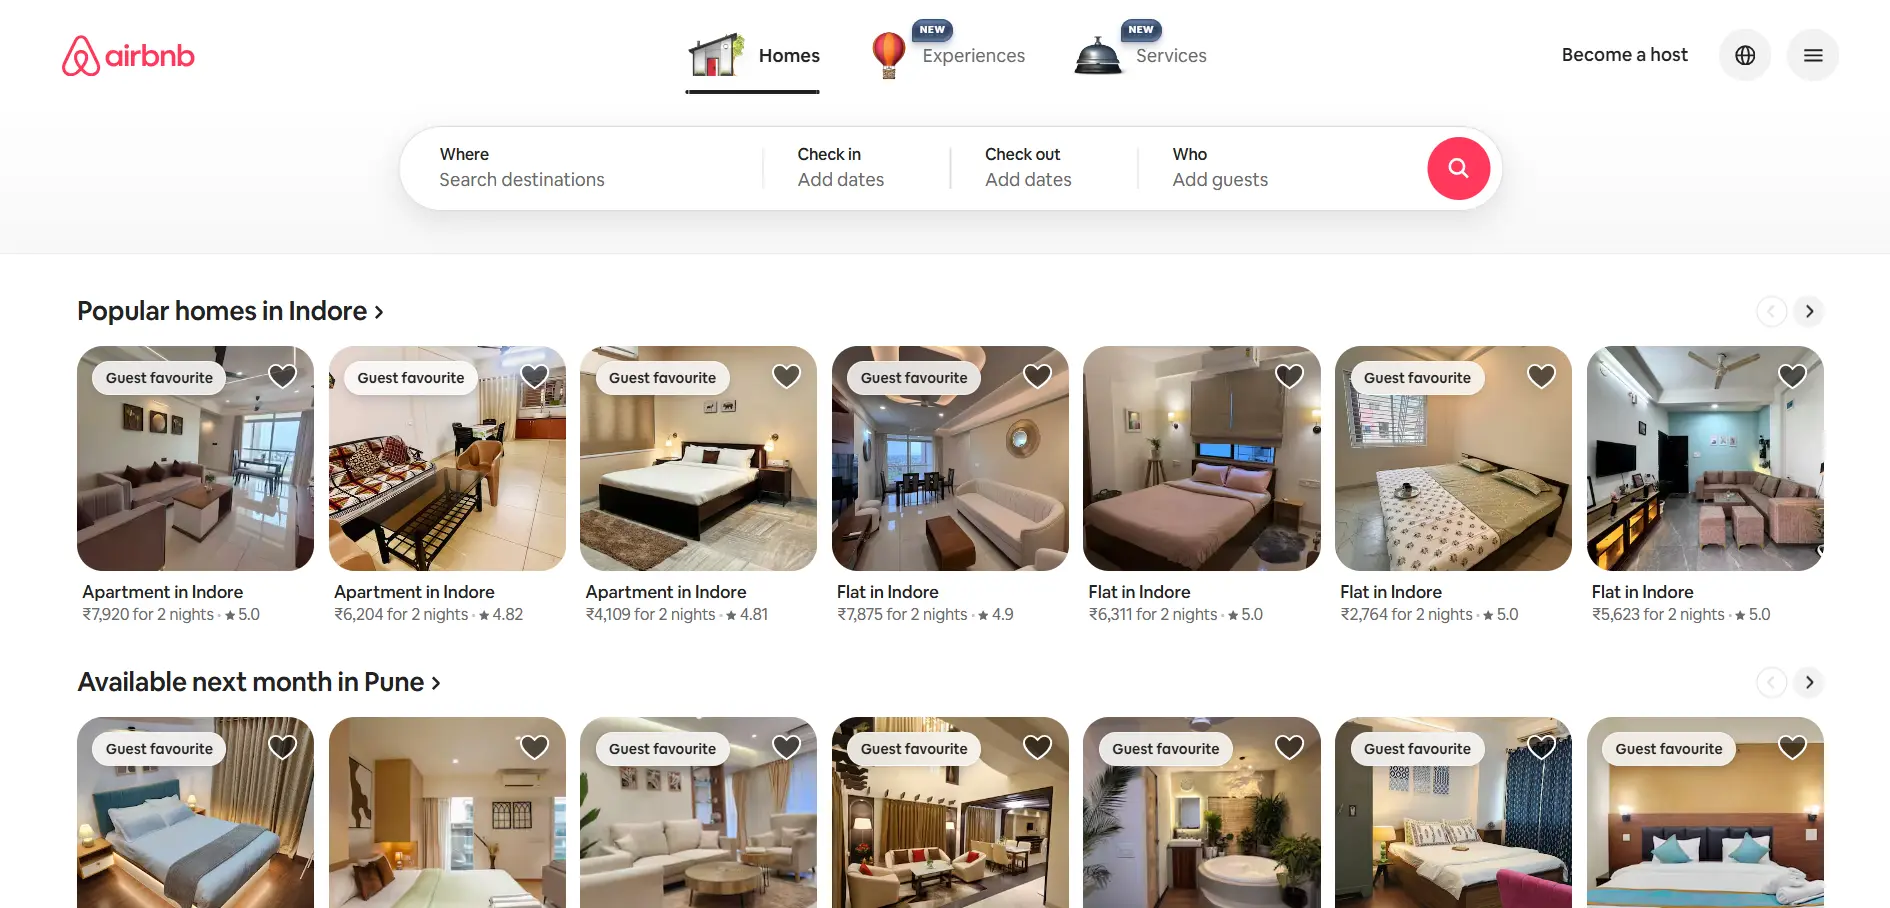 airbnb
Homes
NEW
Experiences
NEW
Services
Become a host
Where
Search destinations
Check in
Add dates
Check out
Add dates
Who
Add guests
Popular homes in Indore
Guest favourite
Guest favourite
Guest favourite
Guest favourite
Guest favourite
Apartment in Indore
₹7,920 for 2 nights · ★ 5.0
Apartment in Indore
₹6,204 for 2 nights · ★ 4.82
Apartment in Indore
₹4,109 for 2 nights · ★ 4.81
Flat in Indore
₹7,875 for 2 nights · ★ 4.9
Flat in Indore
₹6,311 for 2 nights · ★ 5.0
Flat in Indore
₹2,764 for 2 nights · ★ 5.0
Flat in Indore
₹5,623 for 2 nights · ★ 5.0
Available next month in Pune
Guest favourite
Guest favourite
Guest favourite
Guest favourite
Guest favourite
Guest favourite